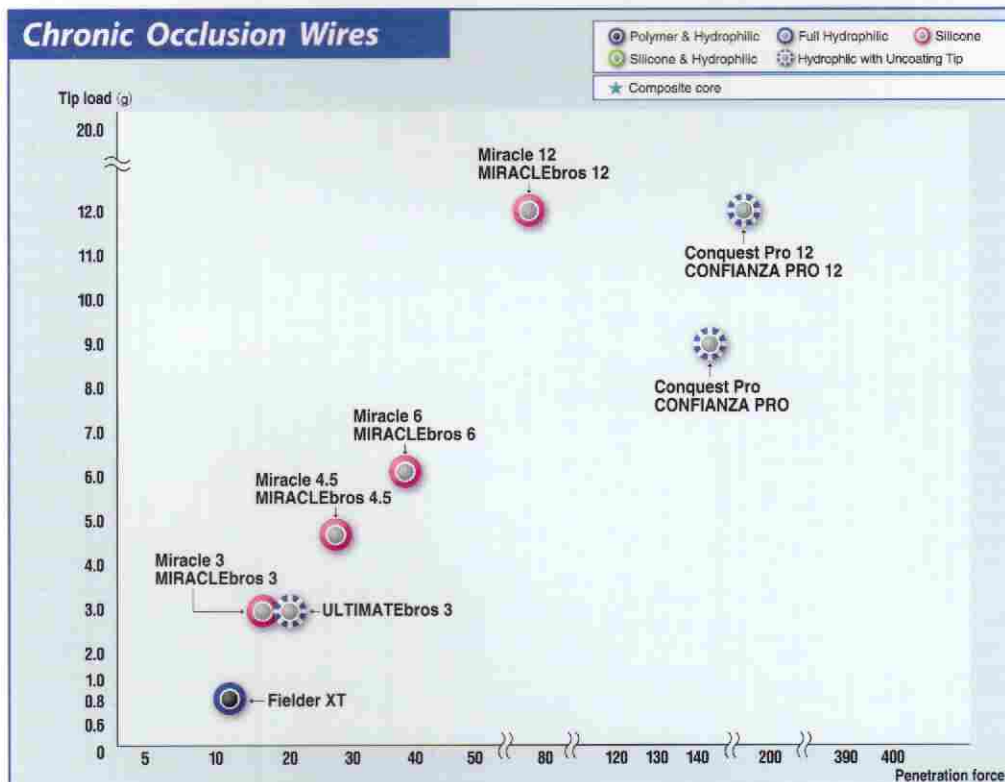 Chronic Occlusion Wires
Polymer & Hydrophilic Full Hydrophilic Silicone
Silicone & Hydrophilic Hydrophlic with Uncoating Tip
Composite core
Tip load (g)
20.0
12.0
11.0
10.0
9.0
8.0
7.0
6.0
5.0
4.0
3.0
2.0
1.0
0.8
0.6
0
Miracle 12
MIRACLEbros 12
Conquest Pro 12
CONFIANZA PRO 12
Conquest Pro
CONFIANZA PRO
Miracle 6
MIRACLEbros 6
Miracle 4.5
MIRACLEbros 4.5
Miracle 3
MIRACLEbros 3
ULTIMATEbros 3
Fielder XT
5 10 20 30 40 50 80 120 130 140 200 390 400
Penetration force